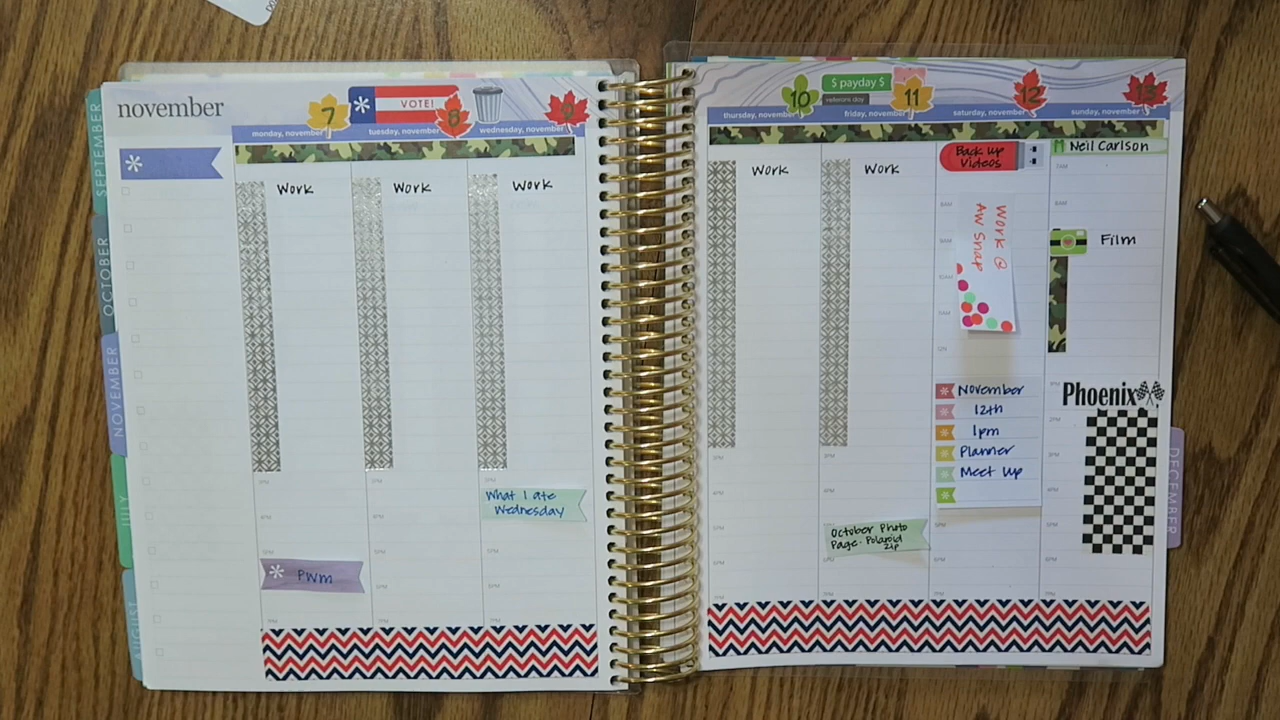 november
SEPTEMBER
OCTOBER
NOVEMBER
JULY
AUGUST
DECEMBER
7
VOTE!
8
9
monday, november
tuesday, november
wednesday, november
Work
Work
Work
What I ate
Wednesday
PWM
10
$ payday $
11
12
13
thursday, november
friday, november
saturday, november
sunday, november
Work
Work
Back Up
Videos
Neil Carlson
Work @
AW Snap
Film
November
12th
1pm
Planner
Meet Up
Phoenix
October Photo
Page: Polaroid
Zip